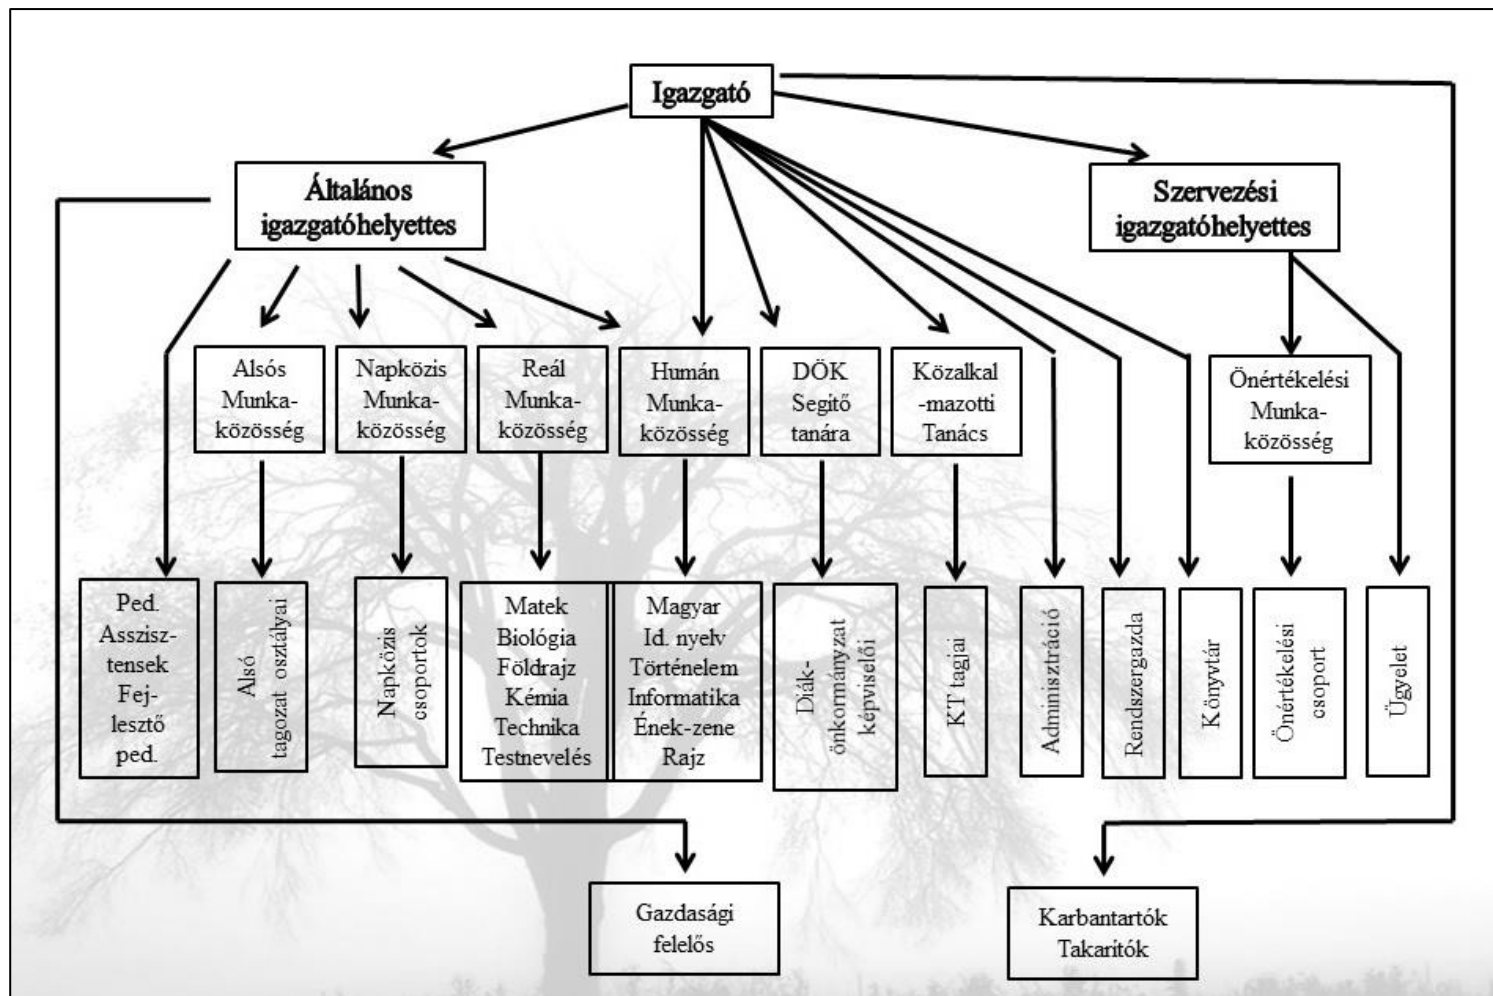 Igazgató
Általános
igazgatóhelyettes
Szervezési
igazgatóhelyettes
Alsós
Munka-
közösség
Napközis
Munka-
közösség
Reál
Munka-
közösség
Humán
Munka-
közösség
DÖK
Segitő
tanára
Közalkal
-mazotti
Tanács
Önértékelési
Munka-
közösség
Ped.
Asszisz-
tensek
Fej-
lesztő
ped.
Alsó
tagozat osztályai
Napközis
csoportok
Matek
Biológia
Földrajz
Kémia
Technika
Testnevelés
Magyar
Id. nyelv
Történelem
Informatika
Ének-zene
Rajz
Diák-
önkormányzat
képviselői
KT tagjai
Adminisztráció
Rendszergazda
Könyvtár
Önértékelési
csoport
Ügyelet
Gazdasági
felelős
Karbantartók
Takarítók